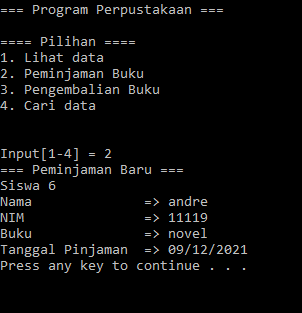 === Program Perpustakaan ===
==== Pilihan ====
1. Lihat data
2. Peminjaman Buku
3. Pengembalian Buku
4. Cari data
Input[1-4] = 2
=== Peminjaman Baru ===
Siswa 6
Nama => andre
NIM => 11119
Buku => novel
Tanggal Pinjaman => 09/12/2021
Press any key to continue . . .